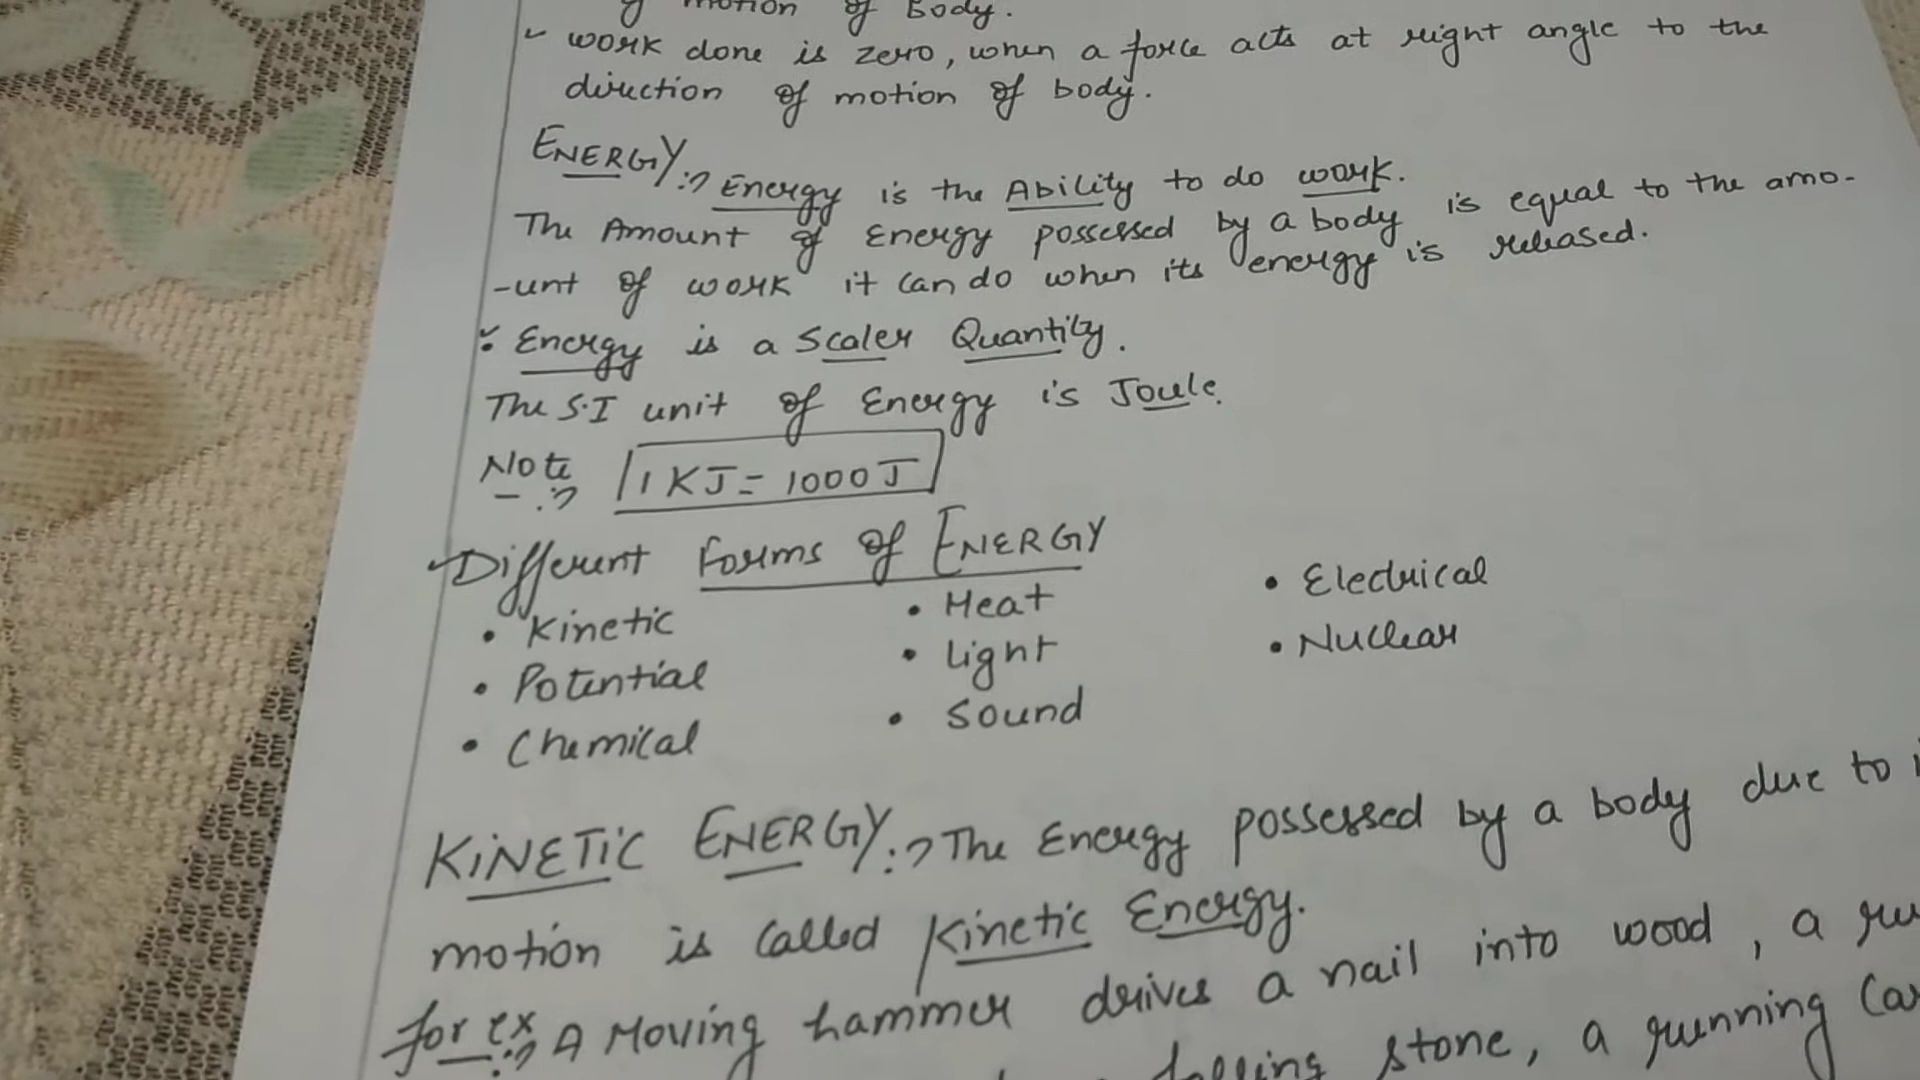 of motion of Body.
work done is zero, when a force acts at right angle to the
direction of motion of body.
ENERGY :→ Energy is the Ability to do work.
The Amount of Energy possessed by a body is equal to the amo-
-unt of work it can do when its energy is released.
Energy is a Scaler Quantity.
The S.I unit of Energy is Joule.
Note :→ 1 KJ = 1000 J
Different forms of ENERGY
• Kinetic • Heat • Electrical
• Potential • Light • Nuclear
• Chemical • Sound
KINETIC ENERGY :→ The Energy possessed by a body due to
motion is called Kinetic Energy.
for ex :→ A Moving hammer drives a nail into wood, a
falling stone, a running